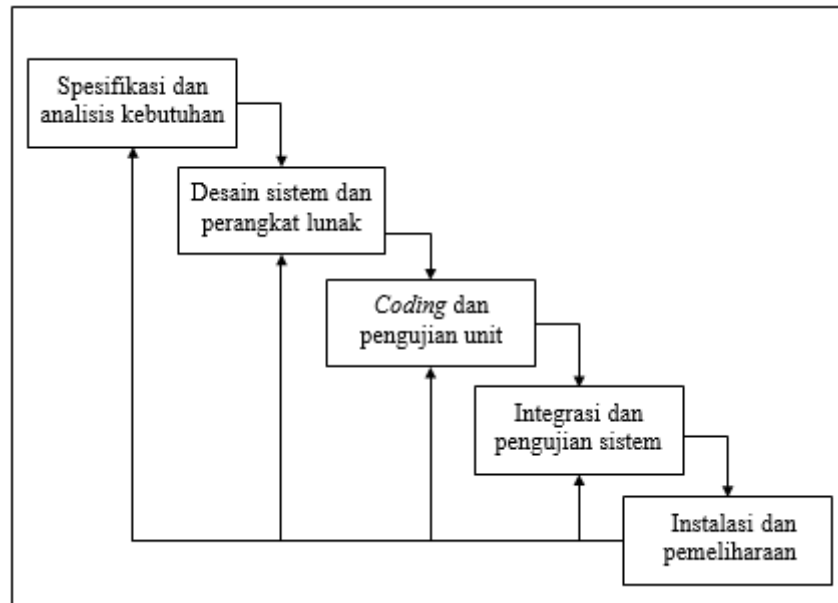 Spesifikasi dan
analisis kebutuhan
Desain sistem dan
perangkat lunak
Coding dan
pengujian unit
Integrasi dan
pengujian sistem
Instalasi dan
pemeliharaan